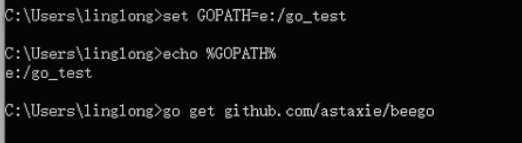 C:\Users\linglong>set GOPATH=e:/go_test
C:\Users\linglong>echo %GOPATH%
e:/go_test
C:\Users\linglong>go get github.com/astaxie/beego